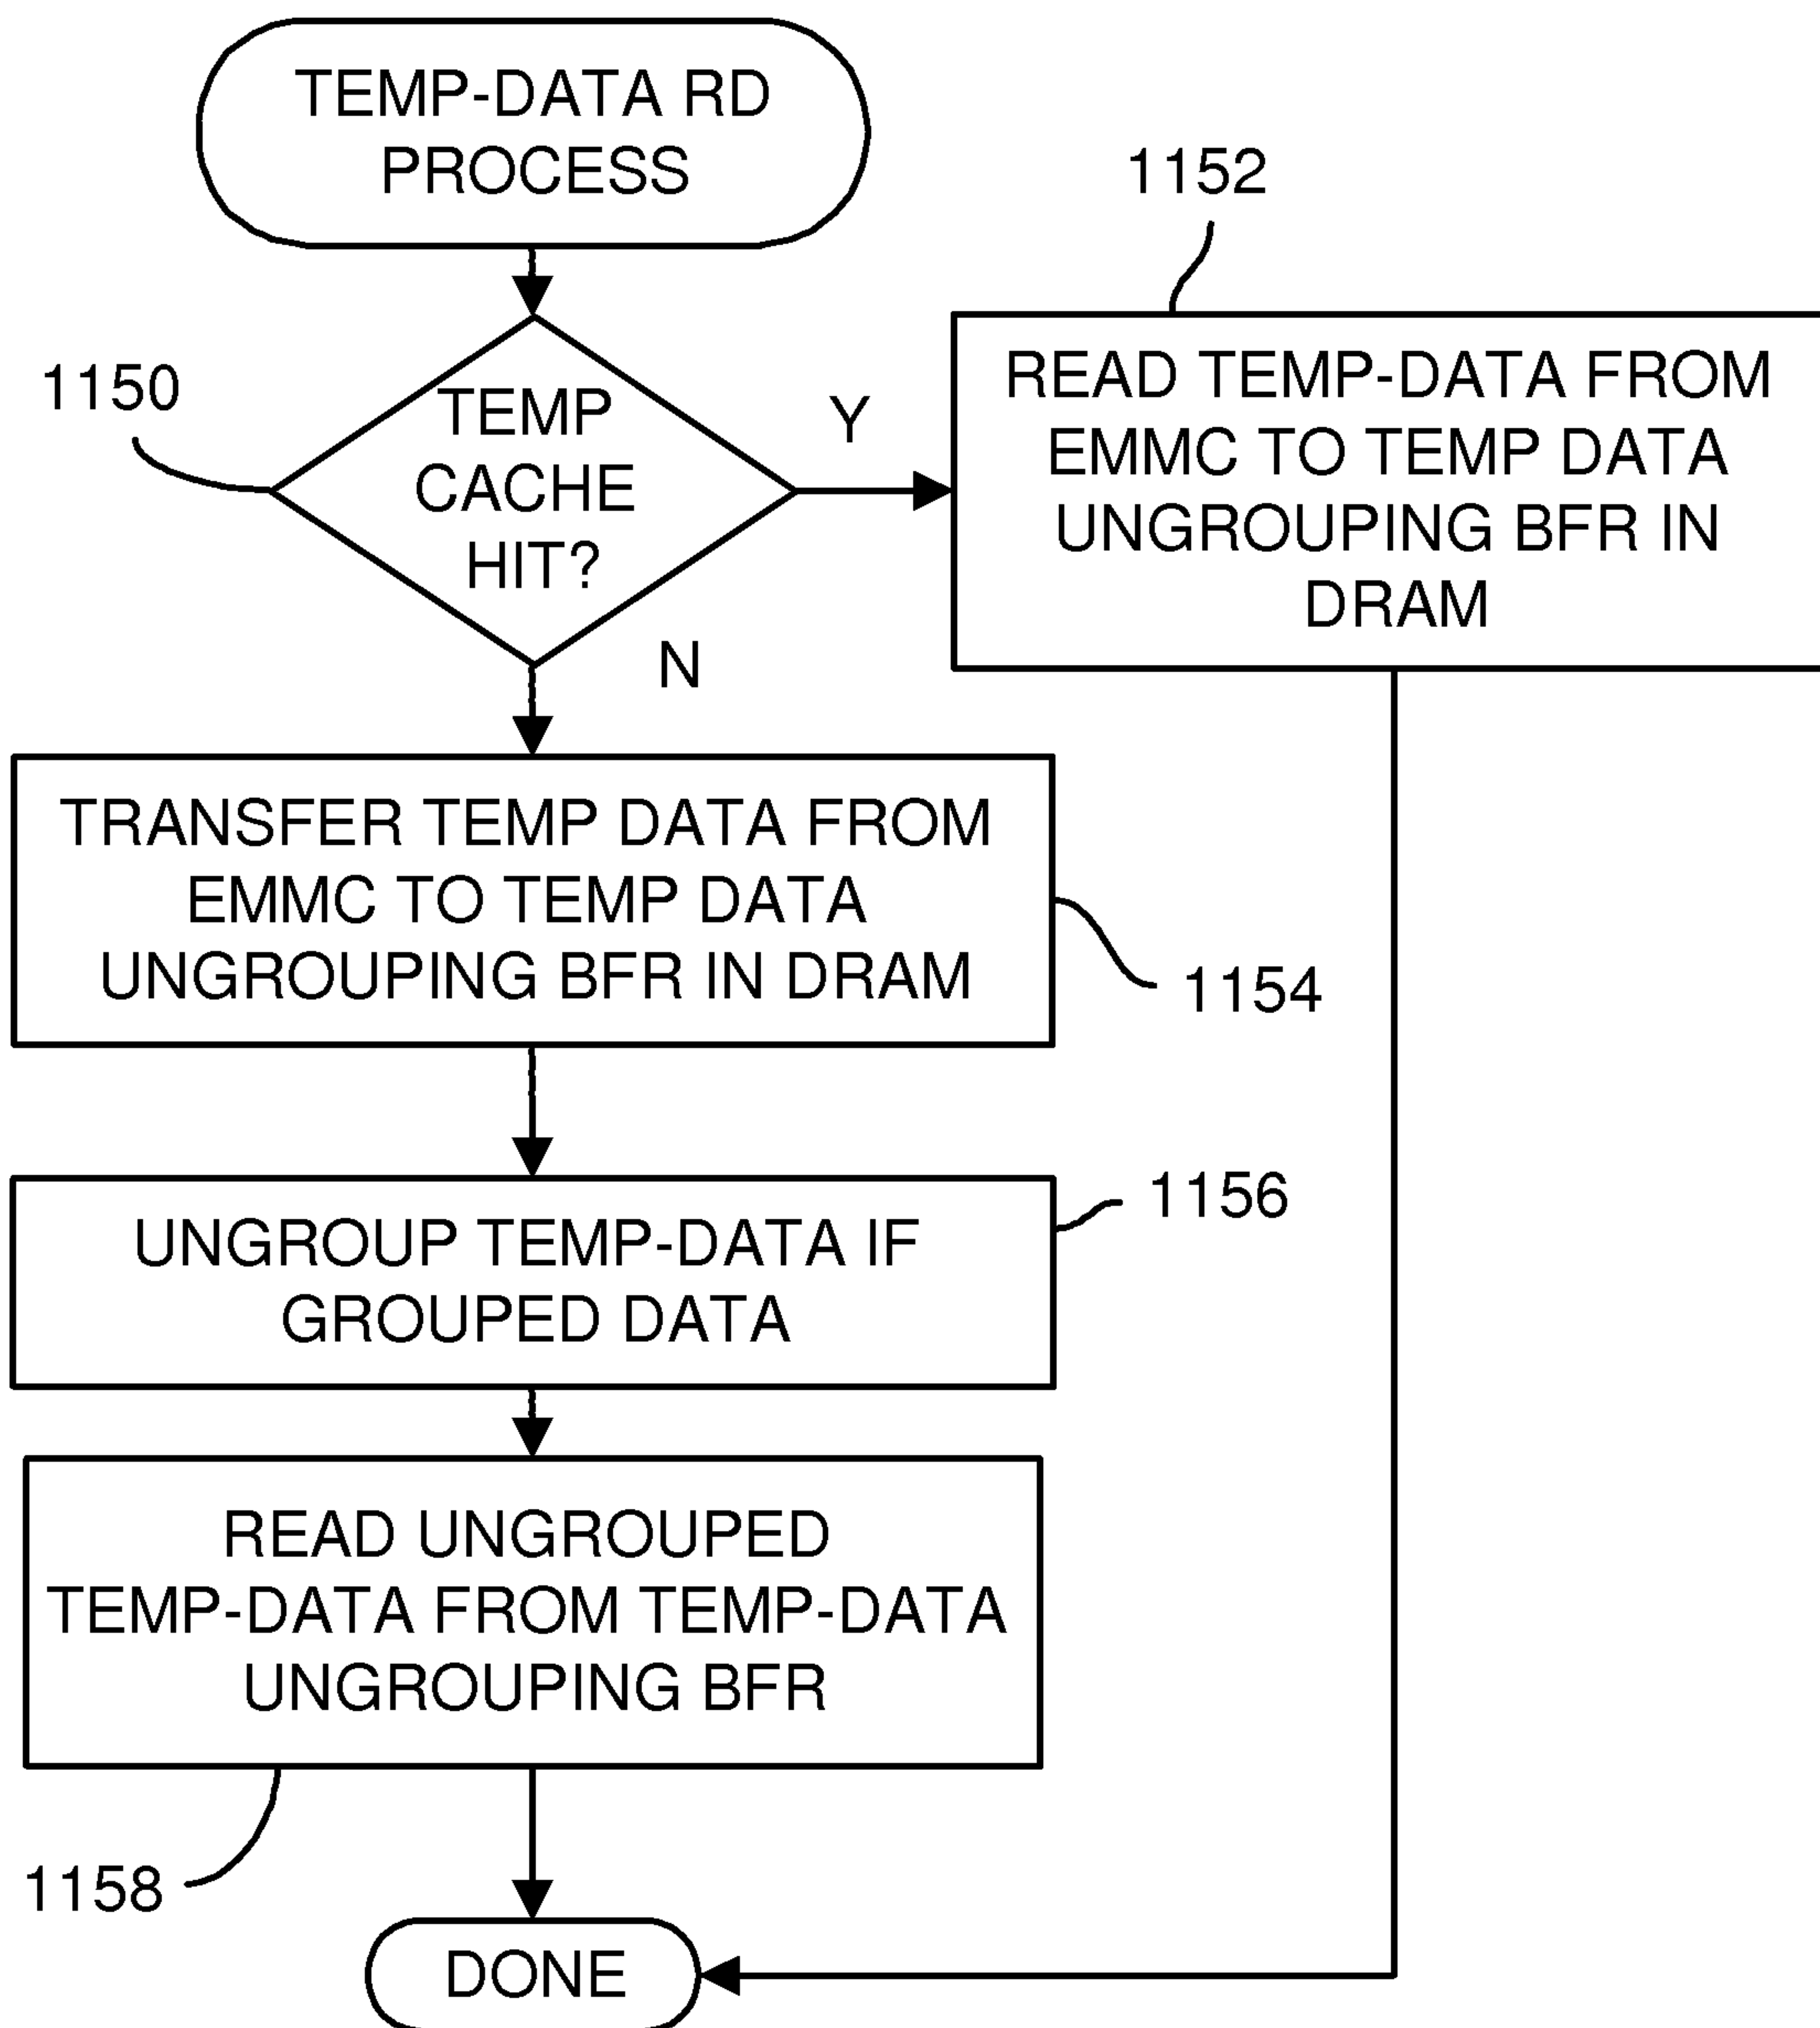 TEMP-DATA RD
PROCESS
1152
1150
TEMP
CACHE
HIT?
Y
READ TEMP-DATA FROM
EMMC TO TEMP DATA
UNGROUPING BFR IN
DRAM
N
TRANSFER TEMP DATA FROM
EMMC TO TEMP DATA
UNGROUPING BFR IN DRAM
1154
1156
UNGROUP TEMP-DATA IF
GROUPED DATA
READ UNGROUPED
TEMP-DATA FROM TEMP-DATA
UNGROUPING BFR
1158
DONE